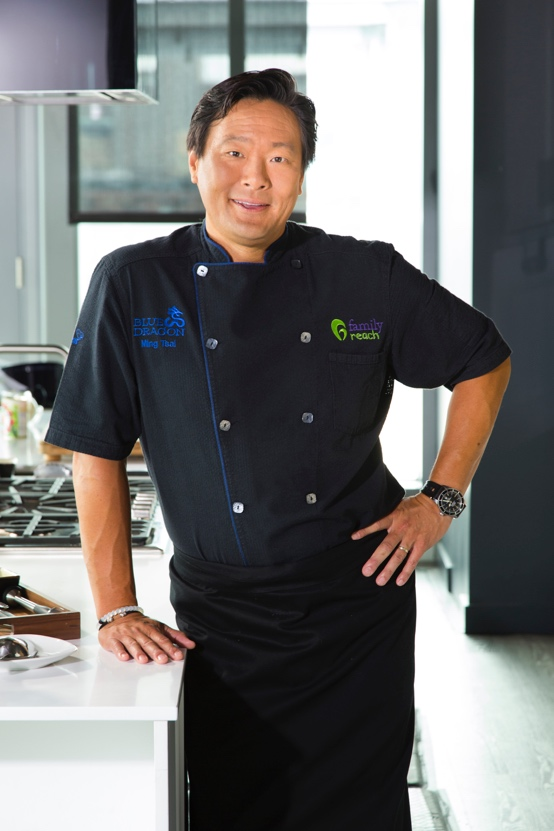 BLUE
DRAGON
Ming Tsai
family
reach